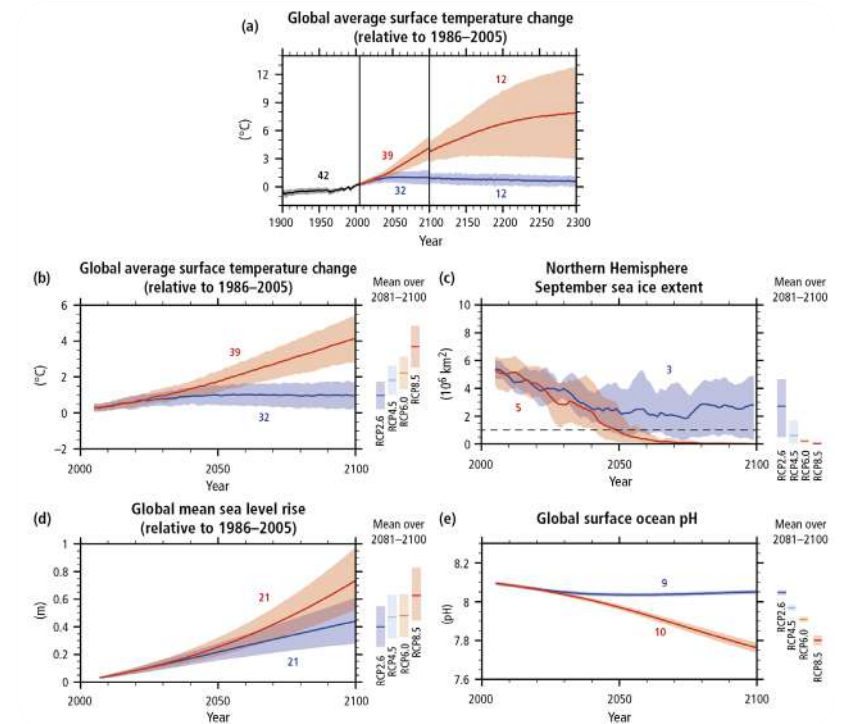 (a)
Global average surface temperature change
(relative to 1986–2005)
12
9
6
3
0
(°C)
42
39
32
12
12
1900 1950 2000 2050 2100 2150 2200 2250 2300
Year
(b)
Global average surface temperature change
(relative to 1986–2005)
Mean over
2081–2100
6
4
2
0
−2
(°C)
39
32
2000 2050 2100
Year
RCP2.6
RCP4.5
RCP6.0
RCP8.5
(c)
Northern Hemisphere
September sea ice extent
Mean over
2081–2100
10
8
6
4
2
0
(10⁶ km²)
3
5
2000 2050 2100
Year
RCP2.6
RCP4.5
RCP6.0
RCP8.5
(d)
Global mean sea level rise
(relative to 1986–2005)
Mean over
2081–2100
1
0.8
0.6
0.4
0.2
0
(m)
21
21
2000 2050 2100
Year
RCP2.6
RCP4.5
RCP6.0
RCP8.5
(e)
Global surface ocean pH
Mean over
2081–2100
8.2
8.0
7.8
7.6
(pH)
9
10
2000 2050 2100
Year
RCP2.6
RCP4.5
RCP6.0
RCP8.5